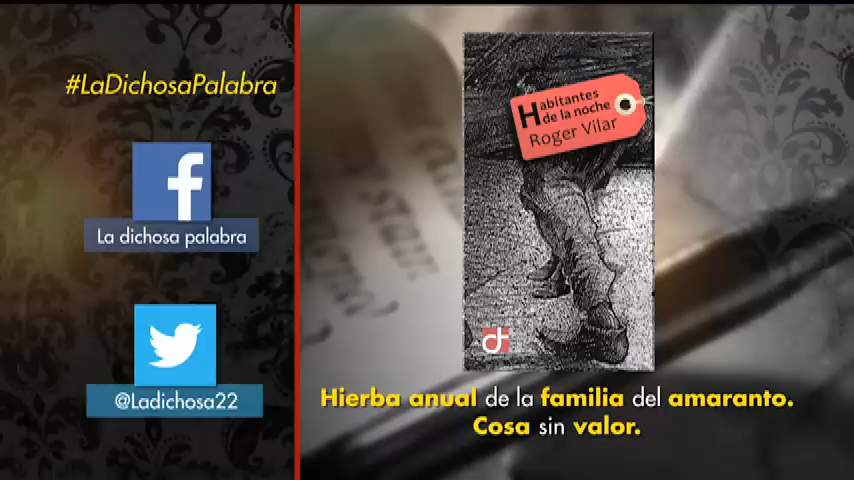 #LaDichosaPalabra
La dichosa palabra
@Ladichosa22
Habitantes
de la noche
Roger Vilar
Hierba anual de la familia del amaranto.
Cosa sin valor.